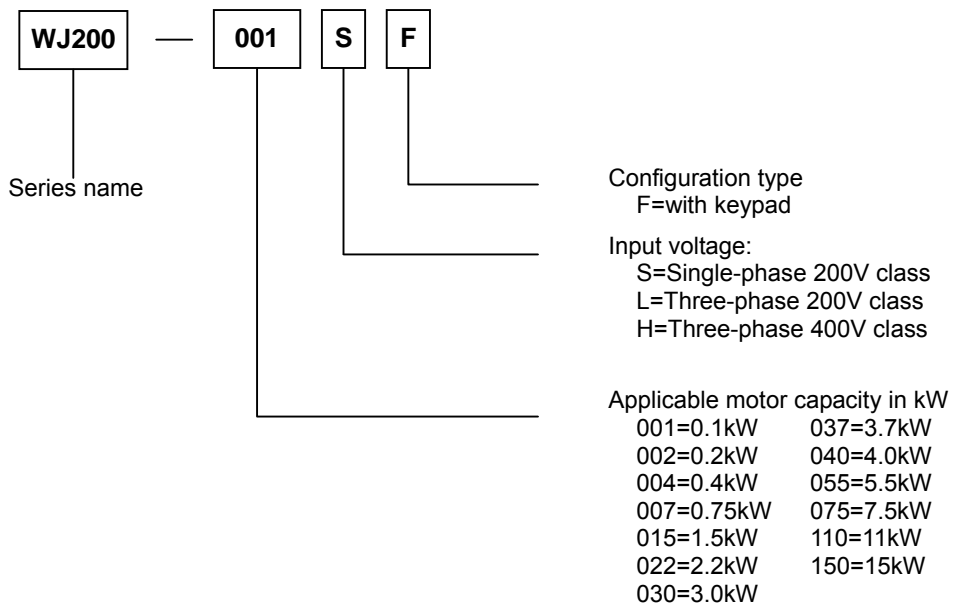 WJ200 — 001 S F
Series name
Configuration type
F=with keypad
Input voltage:
S=Single-phase 200V class
L=Three-phase 200V class
H=Three-phase 400V class
Applicable motor capacity in kW
001=0.1kW 037=3.7kW
002=0.2kW 040=4.0kW
004=0.4kW 055=5.5kW
007=0.75kW 075=7.5kW
015=1.5kW 110=11kW
022=2.2kW 150=15kW
030=3.0kW